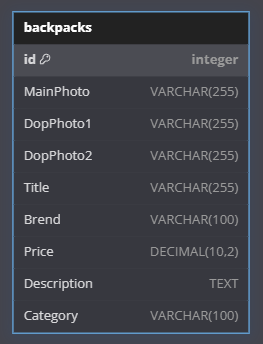 backpacks
id integer
MainPhoto VARCHAR(255)
DopPhoto1 VARCHAR(255)
DopPhoto2 VARCHAR(255)
Title VARCHAR(255)
Brend VARCHAR(100)
Price DECIMAL(10,2)
Description TEXT
Category VARCHAR(100)